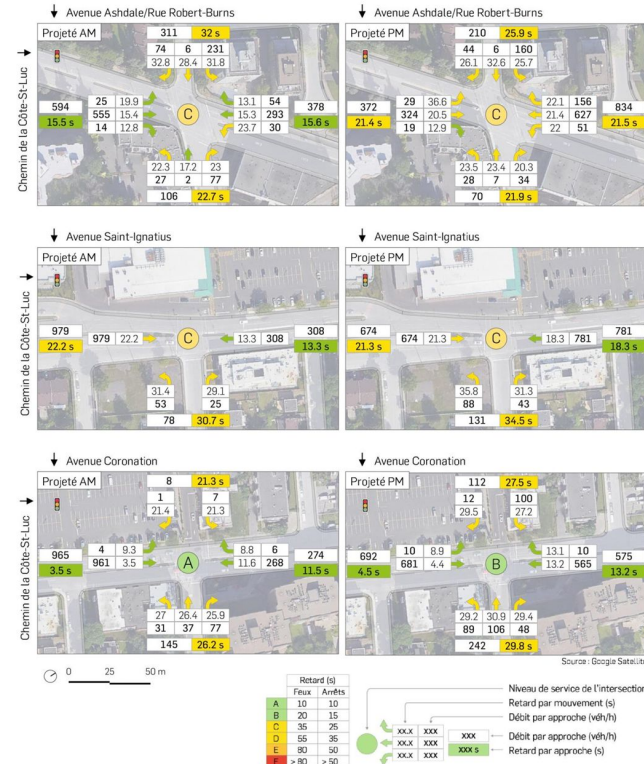 Avenue Ashdale/Rue Robert-Burns
Projeté AM
311 32 s
74 6 231
32.8 28.4 31.8
594
15.5 s
25 19.9
555 15.4
14 12.8
C
13.1 54
15.3 293
23.7 30
378
15.6 s
22.3 17.2 23
27 2 77
106 22.7 s
Chemin de la Côte-St-Luc
Avenue Ashdale/Rue Robert-Burns
Projeté PM
210 25.9 s
44 6 160
26.1 32.6 25.7
372
21.4 s
29 36.6
324 20.5
19 12.9
C
22.1 156
21.4 627
22 51
834
21.5 s
23.5 23.4 20.3
28 7 34
70 21.9 s
Avenue Saint-Ignatius
Projeté AM
979
22.2 s
979 22.2
C
13.3 308
308
13.3 s
31.4 29.1
53 25
78 30.7 s
Chemin de la Côte-St-Luc
Avenue Saint-Ignatius
Projeté PM
674
21.3 s
674 21.3
C
18.3 781
781
18.3 s
35.8 31.3
88 43
131 34.5 s
Avenue Coronation
Projeté AM
8 21.3 s
1 7
21.4 21.3
965
3.5 s
4 9.3
961 3.5
A
8.8 6
11.6 268
274
11.5 s
27 26.4 25.9
31 37 77
145 26.2 s
Chemin de la Côte-St-Luc
Avenue Coronation
Projeté PM
112 27.5 s
12 100
29.5 27.2
692
4.5 s
10 8.9
681 4.4
B
13.1 10
13.2 565
575
13.2 s
29.2 30.9 29.4
89 106 48
242 29.8 s
Source : Google Satellite
0 25 50 m
Retard (s)
Feux Arrêts
A 10 10
B 20 15
C 35 25
D 55 35
E 80 50
F > 80 > 50
xx.x xxx
xx.x xxx
xx.x xxx
xxx
xxx s
Niveau de service de l'intersection
Retard par mouvement (s)
Débit par approche (véh/h)
Débit par approche (véh/h)
Retard par approche (s)